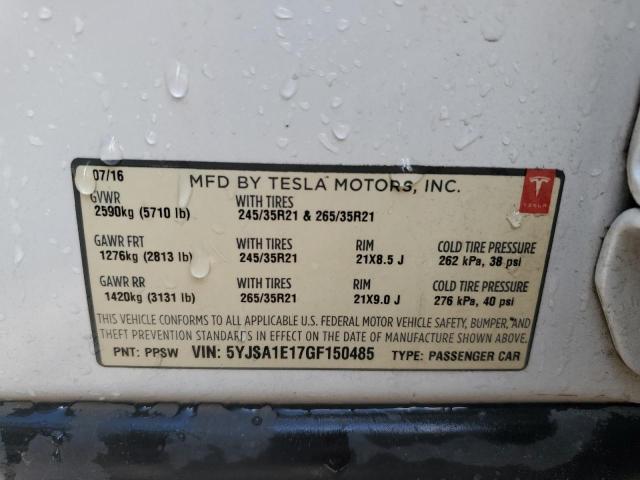 07/16 MFD BY TESLA MOTORS, INC.
GVWR WITH TIRES
2590kg (5710 lb) 245/35R21 & 265/35R21
GAWR FRT WITH TIRES RIM COLD TIRE PRESSURE
1276kg (2813 lb) 245/35R21 21X8.5 J 262 kPa, 38 psi
GAWR RR WITH TIRES RIM COLD TIRE PRESSURE
1420kg (3131 lb) 265/35R21 21X9.0 J 276 kPa, 40 psi
THIS VEHICLE CONFORMS TO ALL APPLICABLE U.S. FEDERAL MOTOR VEHICLE SAFETY, BUMPER, AND
THEFT PREVENTION STANDARDS IN EFFECT ON THE DATE OF MANUFACTURE SHOWN ABOVE.
PNT: PPSW VIN: 5YJSA1E17GF150485 TYPE: PASSENGER CAR
TESLA